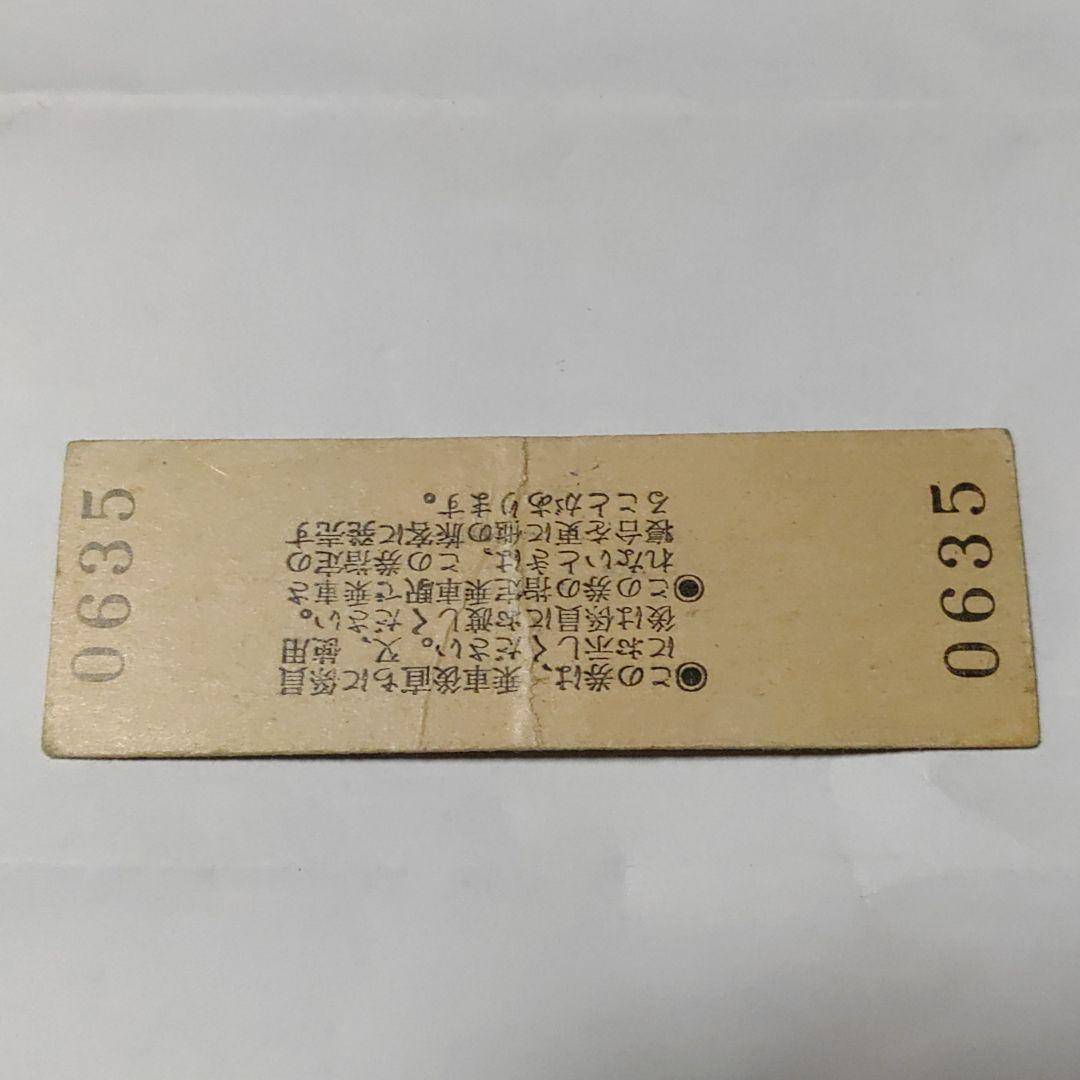 0635
◉この券は、乗車後直ちに係員
にお示しください。又、使用
後は係員にお渡しください。
◉この券の指定乗車駅で乗車さ
れないときは、この券指定の
寝台を更に他の旅客に発売す
ることがあります。
0635